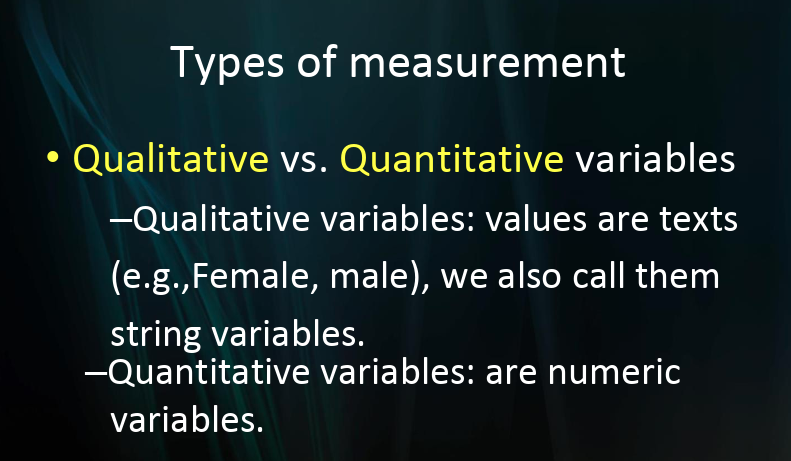 Types of measurement
• Qualitative vs. Quantitative variables
–Qualitative variables: values are texts
(e.g.,Female, male), we also call them
string variables.
–Quantitative variables: are numeric
variables.